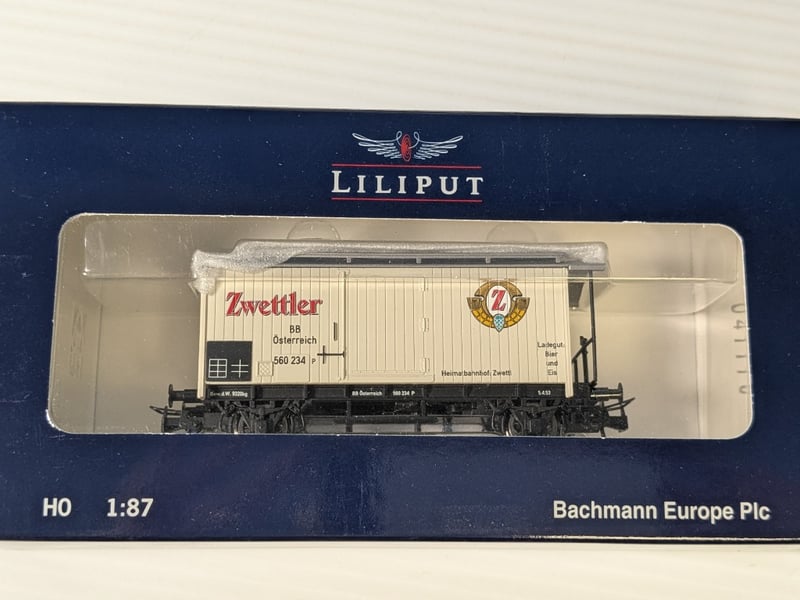 LILIPUT
Zwettler
Z
BB
Österreich
560 234 P
Ladegut:
Bier
und
Eis
Heimatbahnhof: Zwettl
BB Österreich 560 234 P
H0 1:87
Bachmann Europe Plc